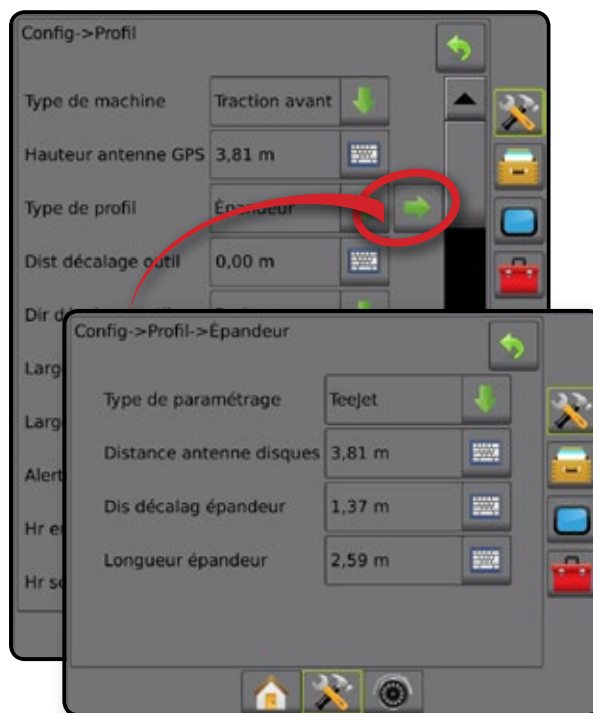 Config->Profil
Type de machine Traction avant
Hauteur antenne GPS 3,81 m
Type de profil Épandeur
Dist décalage outil 0,00 m
Config->Profil->Épandeur
Type de paramétrage TeeJet
Distance antenne disques 3,81 m
Dis décalag épandeur 1,37 m
Longueur épandeur 2,59 m